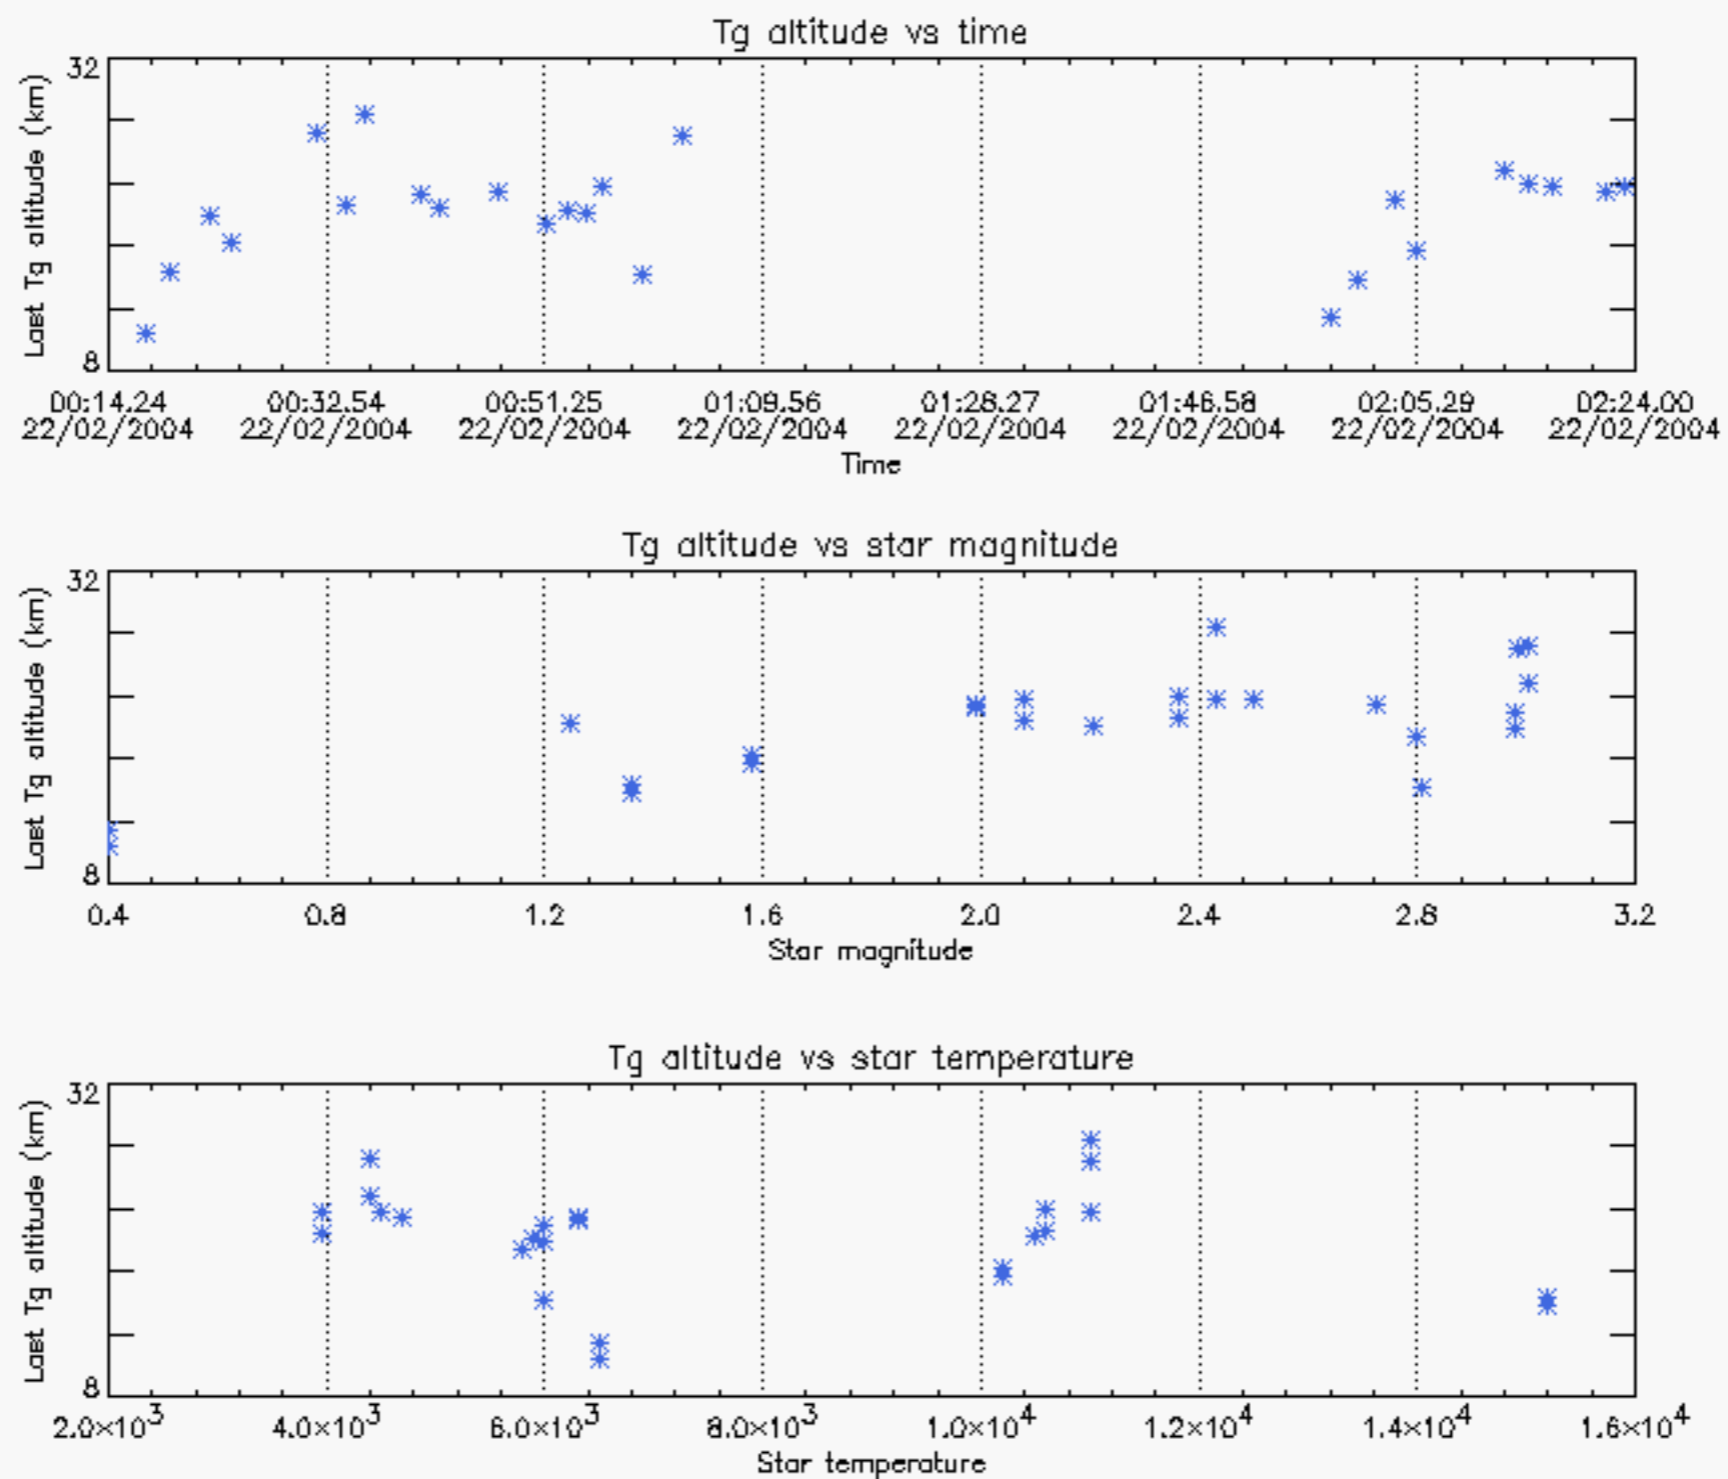 Tg altitude vs time
32
Last Tg altitude (km)
8
00:14.24 00:32.54 00:51.25 01:09.56 01:28.27 01:46.58 02:05.29 02:24.00
22/02/2004 22/02/2004 22/02/2004 22/02/2004 22/02/2004 22/02/2004 22/02/2004 22/02/2004
Time
Tg altitude vs star magnitude
32
Last Tg altitude (km)
8
0.4 0.8 1.2 1.6 2.0 2.4 2.8 3.2
Star magnitude
Tg altitude vs star temperature
32
Last Tg altitude (km)
8
2.0×10³ 4.0×10³ 6.0×10³ 8.0×10³ 1.0×10⁴ 1.2×10⁴ 1.4×10⁴ 1.6×10⁴
Star temperature